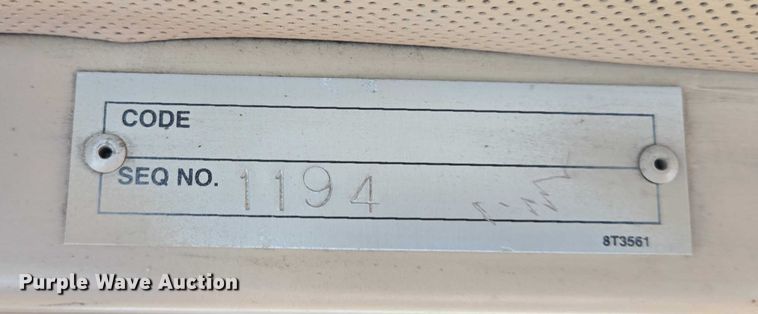 CODE
SEQ NO. 1194
8T3561
Purple Wave Auction